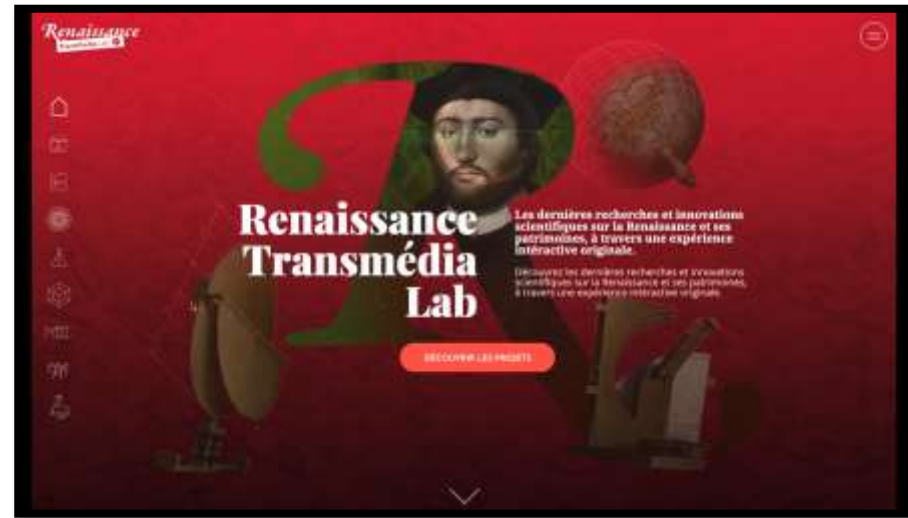 Renaissance
Renaissance
Transmédia
Lab
Les dernières recherches et innovations
scientifiques sur la Renaissance et ses
patrimoines, à travers une expérience
intéractive originale.
Découvrez les dernières recherches et innovations
scientifiques sur la Renaissance et ses patrimoines,
à travers une expérience intéractive originale.
DÉCOUVRIR LES PROJETS